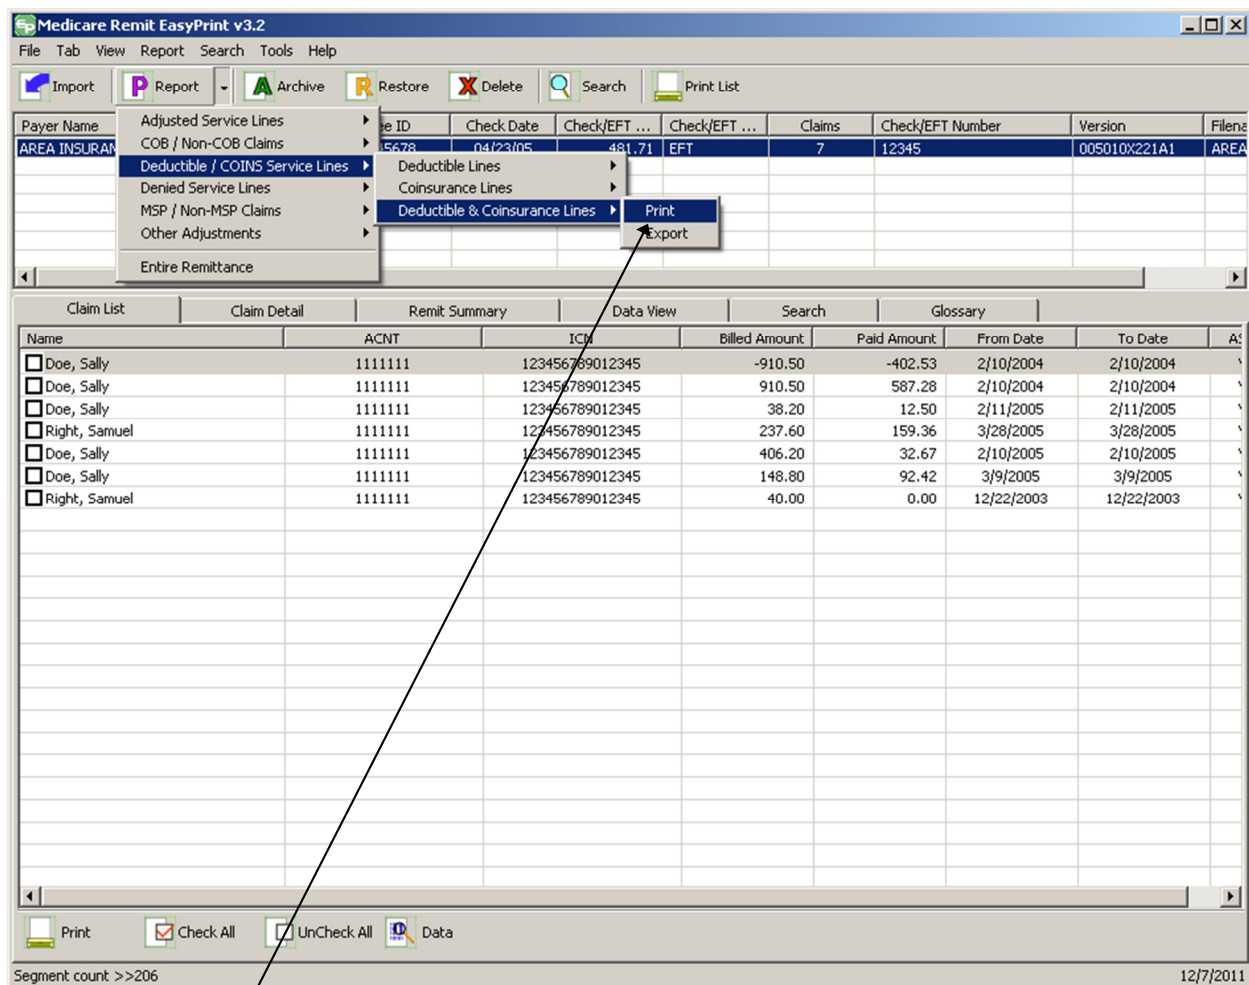 Medicare Remit EasyPrint v3.2
File Tab View Report Search Tools Help
Import Report Archive Restore Delete Search Print List
Payer Name ee ID Check Date Check/EFT ... Check/EFT ... Claims Check/EFT Number Version Filena
AREA INSURAN 15678 04/23/05 481.71 EFT 7 12345 005010X221A1 AREA
Adjusted Service Lines
COB / Non-COB Claims
Deductible / COINS Service Lines
Denied Service Lines
MSP / Non-MSP Claims
Other Adjustments
Entire Remittance
Deductible Lines
Coinsurance Lines
Deductible & Coinsurance Lines
Print
Export
Claim List Claim Detail Remit Summary Data View Search Glossary
Name ACNT ICN Billed Amount Paid Amount From Date To Date AS
Doe, Sally 1111111 123456789012345 -910.50 -402.53 2/10/2004 2/10/2004
Doe, Sally 1111111 123456789012345 910.50 587.28 2/10/2004 2/10/2004
Doe, Sally 1111111 123456789012345 38.20 12.50 2/11/2005 2/11/2005
Right, Samuel 1111111 123456789012345 237.60 159.36 3/28/2005 3/28/2005
Doe, Sally 1111111 123456789012345 406.20 32.67 2/10/2005 2/10/2005
Doe, Sally 1111111 123456789012345 148.80 92.42 3/9/2005 3/9/2005
Right, Samuel 1111111 123456789012345 40.00 0.00 12/22/2003 12/22/2003
Print Check All UnCheck All Data
Segment count >>206 12/7/2011